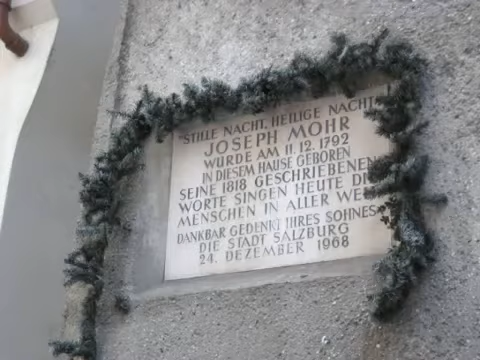 "STILLE NACHT, HEILIGE NACHT"
JOSEPH MOHR
WURDE AM 11.12.1792
IN DIESEM HAUSE GEBOREN
SEINE 1818 GESCHRIEBENEN
WORTE SINGEN HEUTE DIE
MENSCHEN IN ALLER WELT
DANKBAR GEDENKT IHRES SOHNES
DIE STADT SALZBURG
24. DEZEMBER 1968